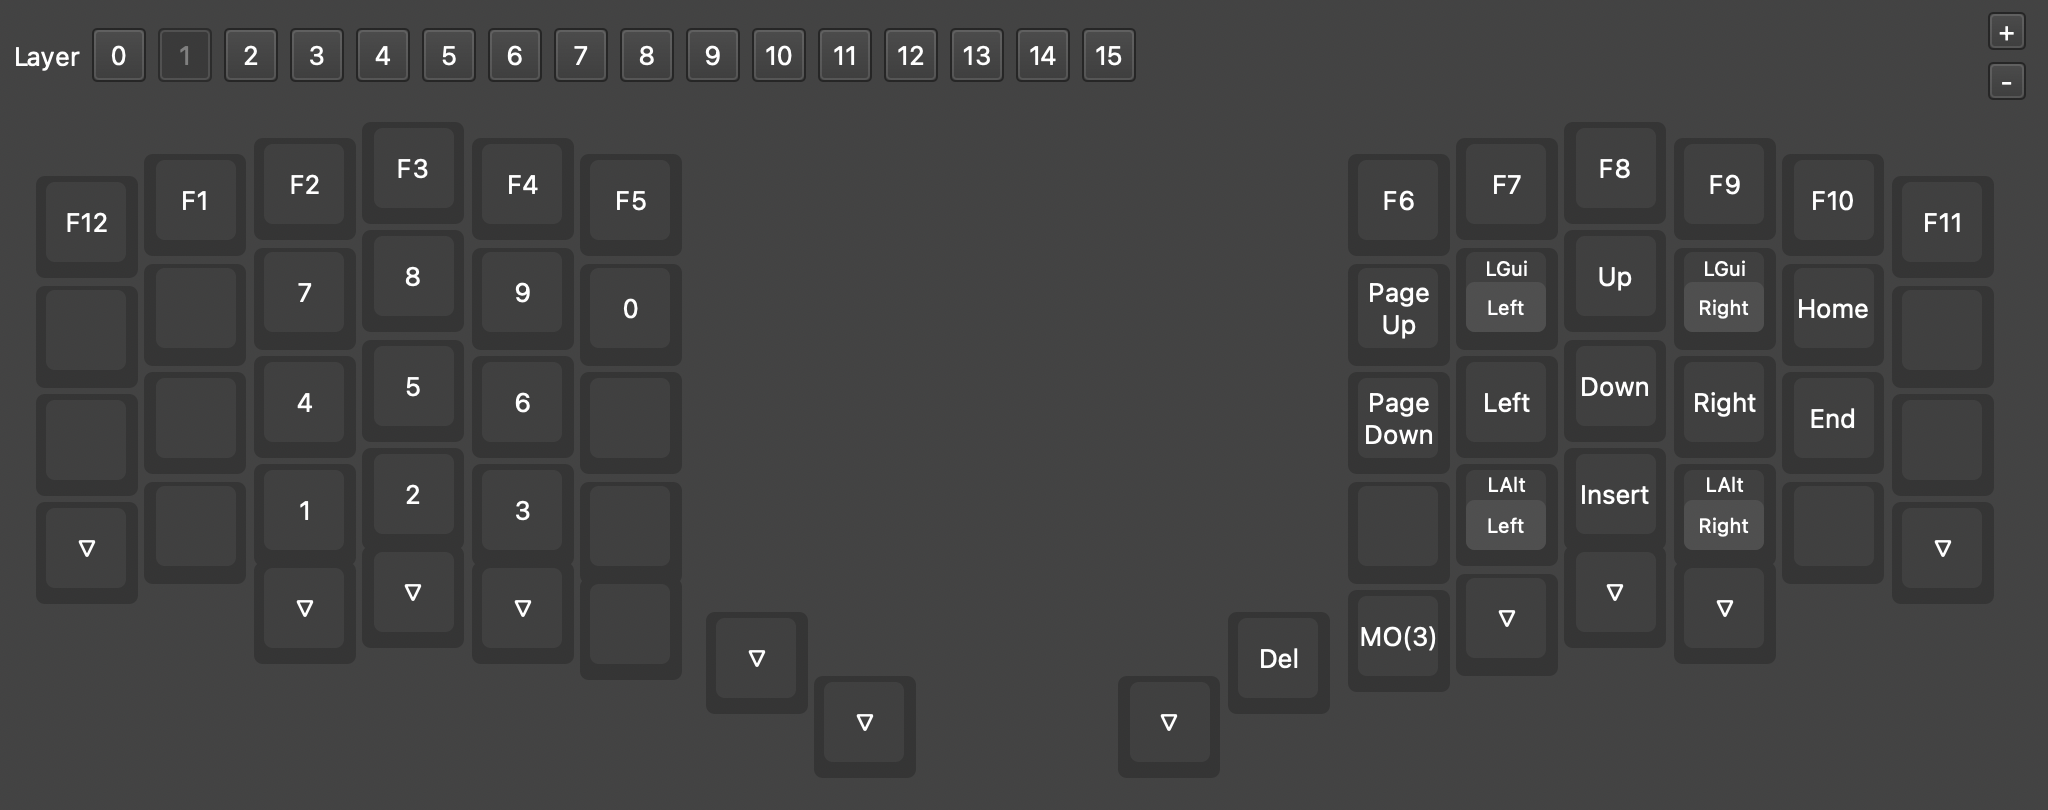 Layer 0 1 2 3 4 5 6 7 8 9 10 11 12 13 14 15
+
-
F12 F1 F2 F3 F4 F5
7 8 9 0
4 5 6
1 2 3
▽ ▽ ▽ ▽
▽
▽
F6 F7 F8 F9 F10 F11
Page
Up
LGui
Left
Up
LGui
Right
Home
Page
Down
Left
Down
Right
End
LAlt
Left
Insert
LAlt
Right
▽
MO(3) ▽ ▽ ▽
Del
▽